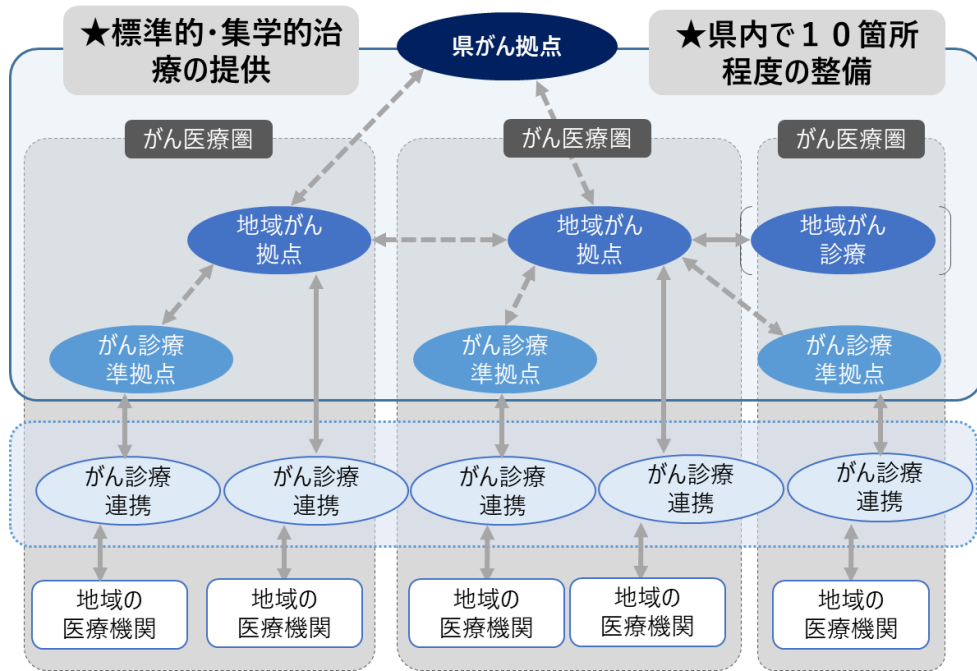 ★標準的・集学的治
療の提供
県がん拠点
★県内で１０箇所
程度の整備
がん医療圏
がん医療圏
がん医療圏
地域がん
拠点
地域がん
拠点
地域がん
診療
がん診療
準拠点
がん診療
準拠点
がん診療
準拠点
がん診療
連携
がん診療
連携
がん診療
連携
がん診療
連携
がん診療
連携
地域の
医療機関
地域の
医療機関
地域の
医療機関
地域の
医療機関
地域の
医療機関